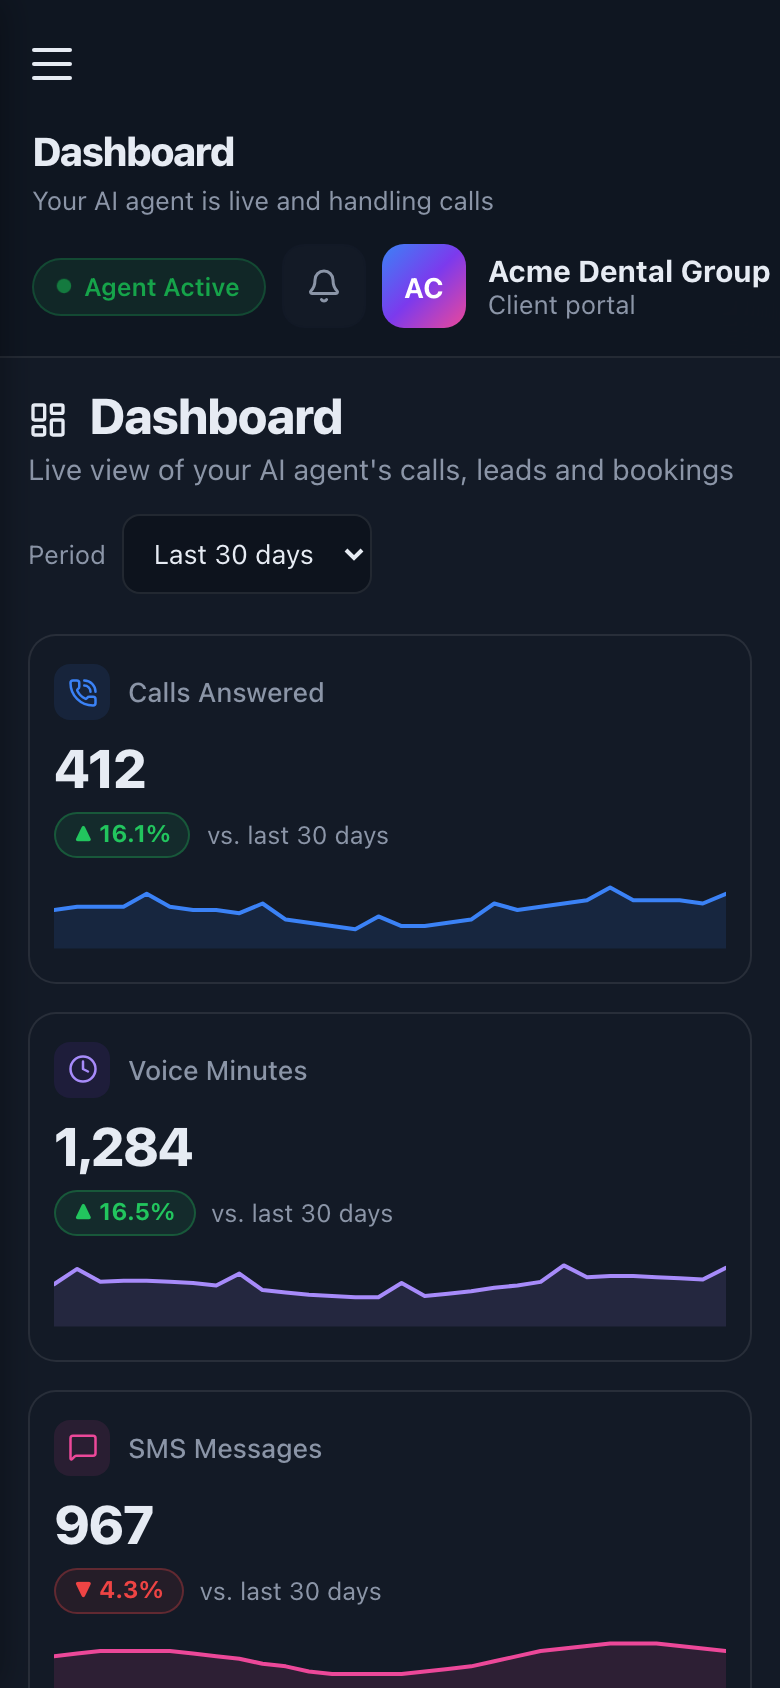 Dashboard
Your AI agent is live and handling calls
Agent Active
AC
Acme Dental Group
Client portal
Dashboard
Live view of your AI agent's calls, leads and bookings
Period
Last 30 days
Calls Answered
412
▲ 16.1% vs. last 30 days
Voice Minutes
1,284
▲ 16.5% vs. last 30 days
SMS Messages
967
▼ 4.3% vs. last 30 days